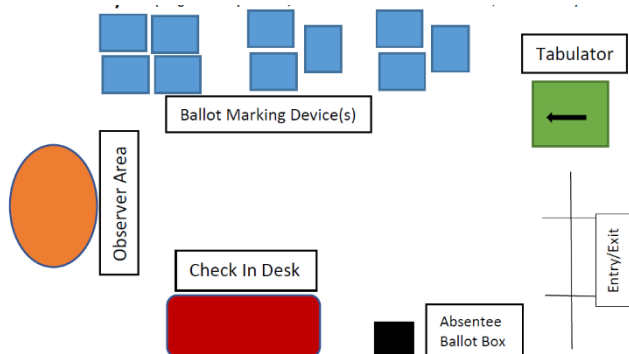 Tabulator
Ballot Marking Device(s)
Observer Area
Check In Desk
Entry/Exit
Absentee
Ballot Box